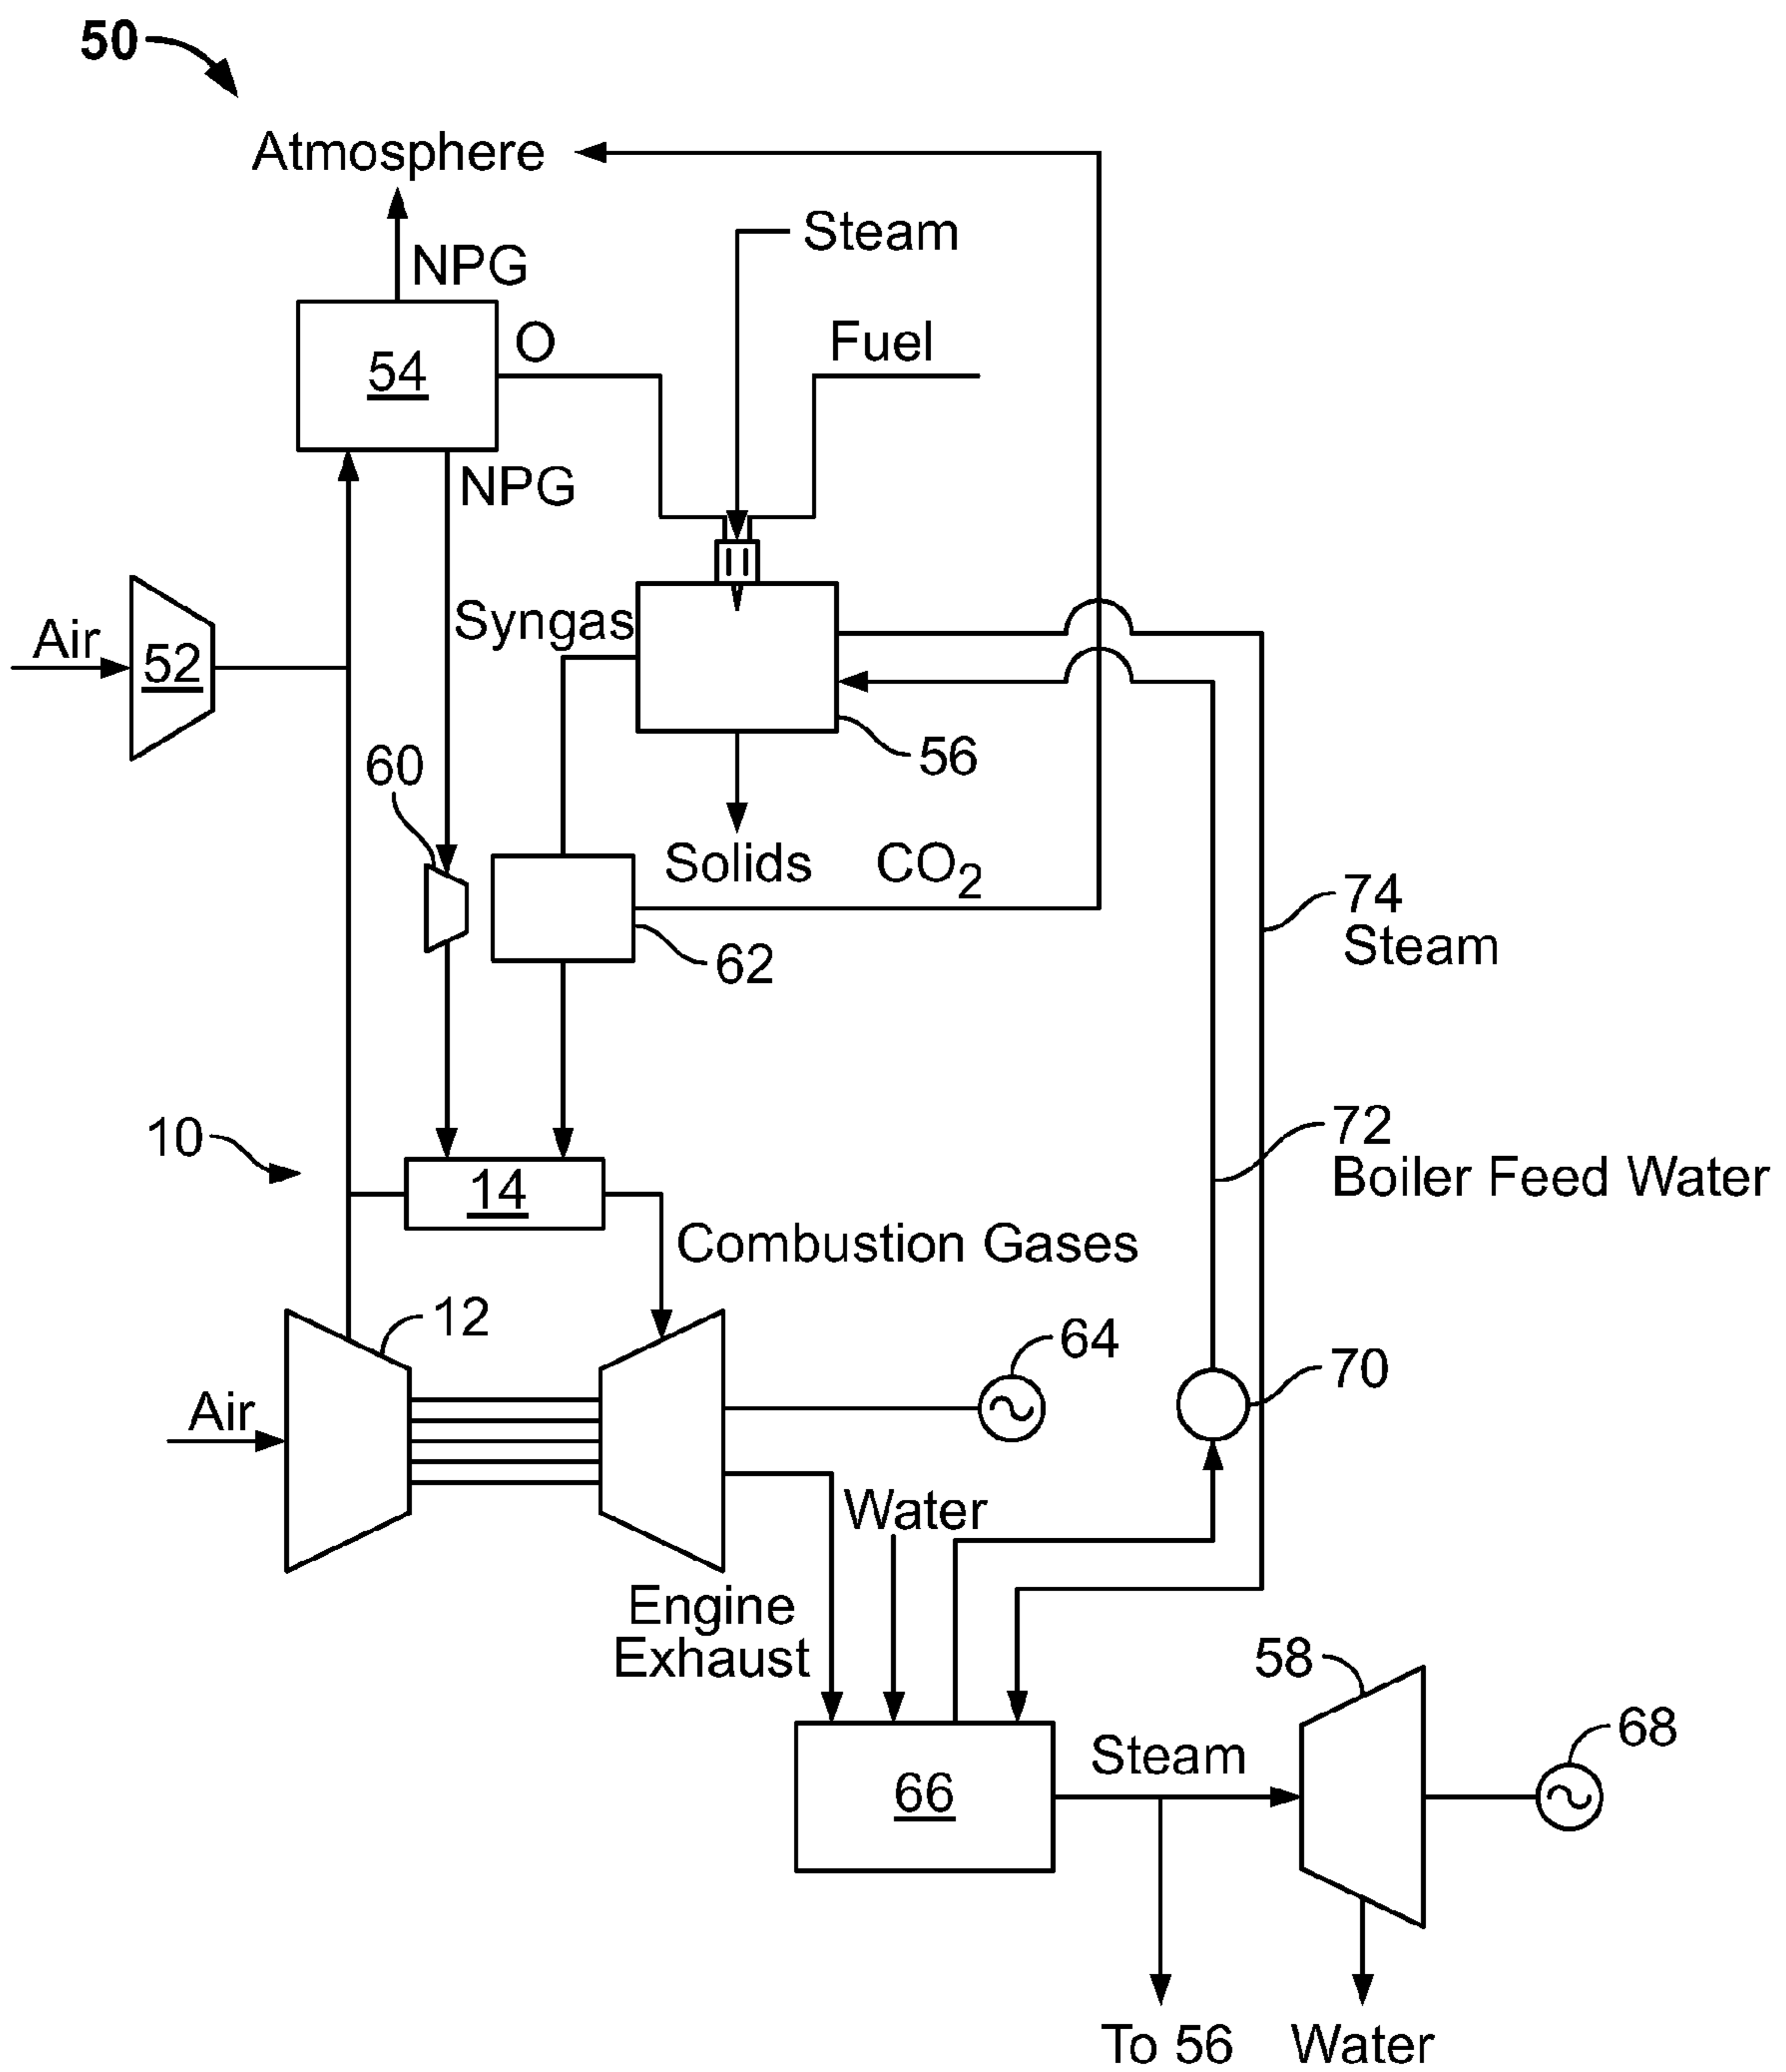 50
Atmosphere
NPG
Steam
O
Fuel
54
NPG
Syngas
Air
52
56
60
Solids
CO2
74
Steam
62
10
72
Boiler Feed Water
14
Combustion Gases
12
64
70
Air
Water
Engine
Exhaust
58
68
Steam
66
To 56
Water